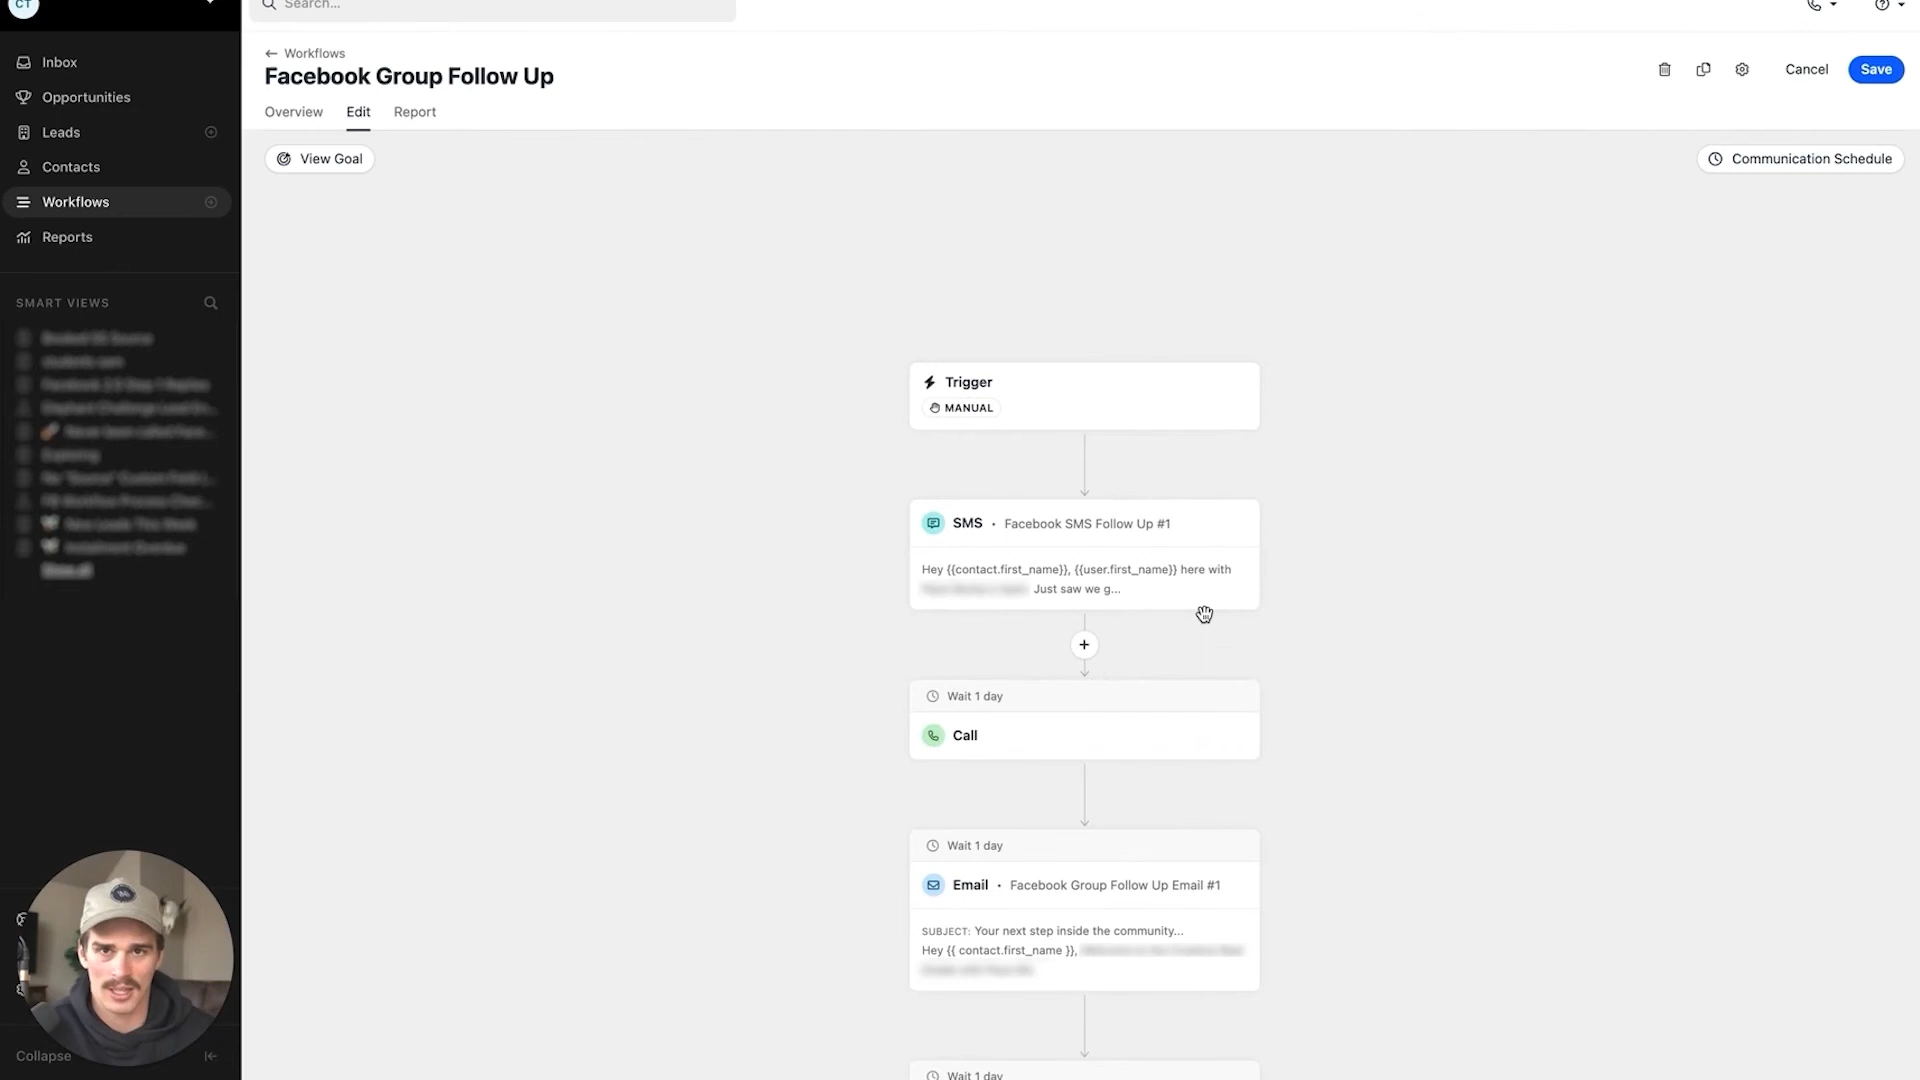 CT
Search...
Inbox
Opportunities
Leads
Contacts
Workflows
Reports
SMART VIEWS
Show all
Collapse
← Workflows
Facebook Group Follow Up
Cancel
Save
Overview
Edit
Report
View Goal
Communication Schedule
Trigger
MANUAL
SMS · Facebook SMS Follow Up #1
Hey {{contact.first_name}}, {{user.first_name}} here with
Just saw we g...
+
Wait 1 day
Call
Wait 1 day
Email · Facebook Group Follow Up Email #1
SUBJECT: Your next step inside the community...
Hey {{ contact.first_name }},
Wait 1 day